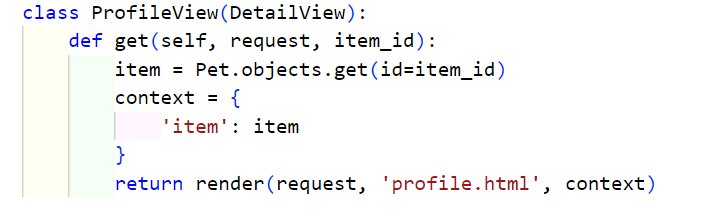 class ProfileView(DetailView):
    def get(self, request, item_id):
        item = Pet.objects.get(id=item_id)
        context = {
            'item': item
        }
        return render(request, 'profile.html', context)